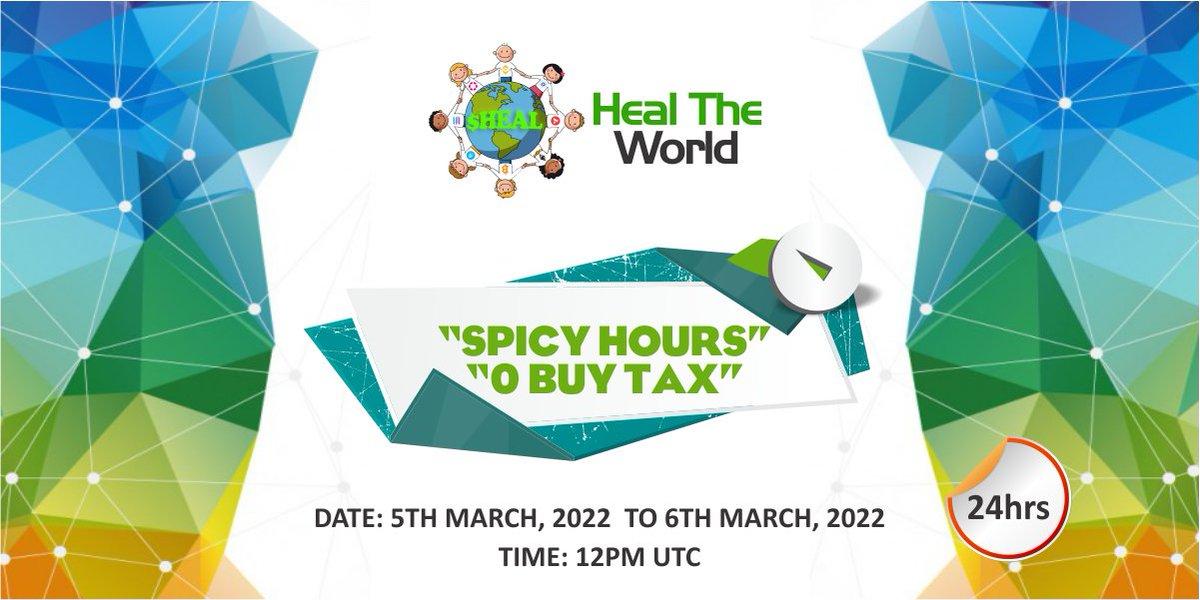 $HEAL
Heal The
World
"SPICY HOURS"
"0 BUY TAX"
24hrs
DATE: 5TH MARCH, 2022  TO 6TH MARCH, 2022
TIME: 12PM UTC